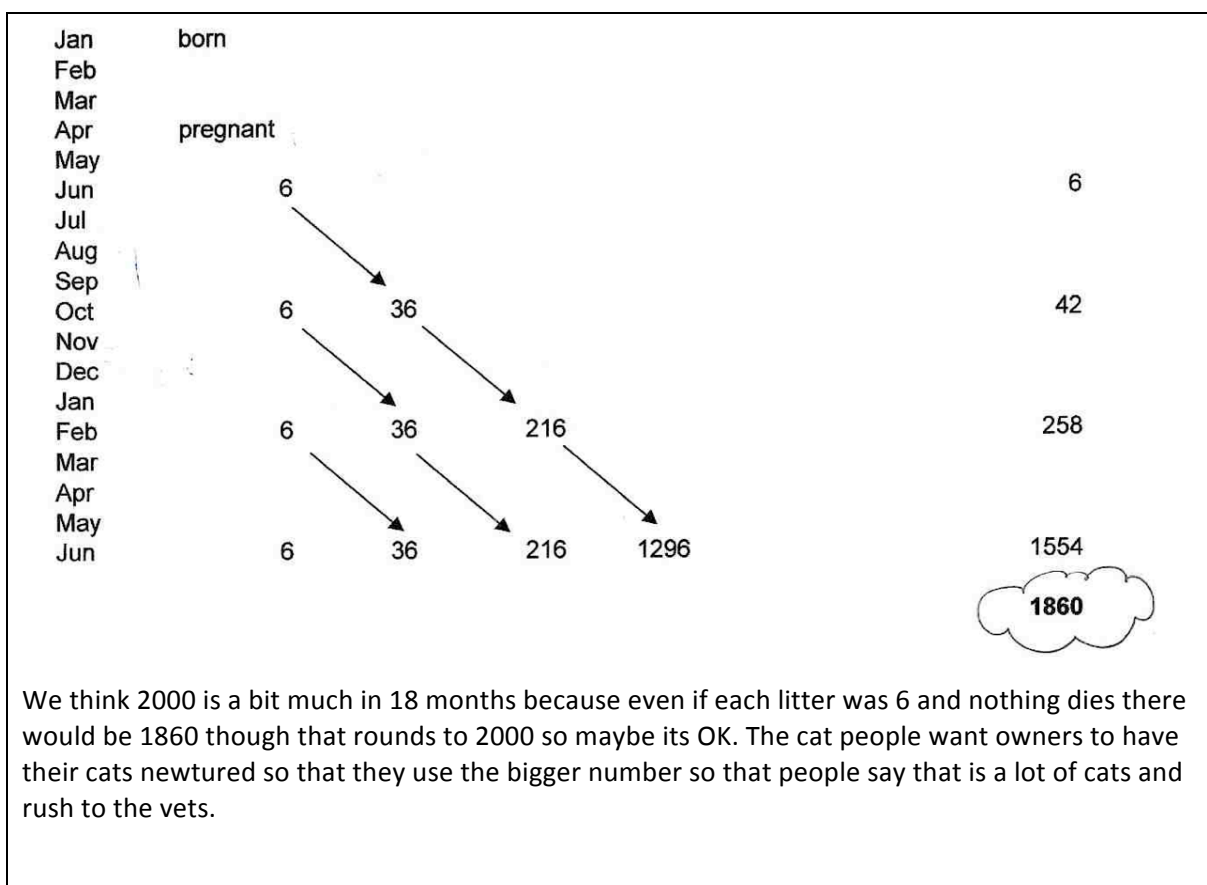 Jan born
Feb
Mar
Apr pregnant
May
Jun 6 6
Jul
Aug
Sep
Oct 6 36 42
Nov
Dec
Jan
Feb 6 36 216 258
Mar
Apr
May
Jun 6 36 216 1296 1554
1860
We think 2000 is a bit much in 18 months because even if each litter was 6 and nothing dies there
would be 1860 though that rounds to 2000 so maybe its OK. The cat people want owners to have
their cats newtured so that they use the bigger number so that people say that is a lot of cats and
rush to the vets.